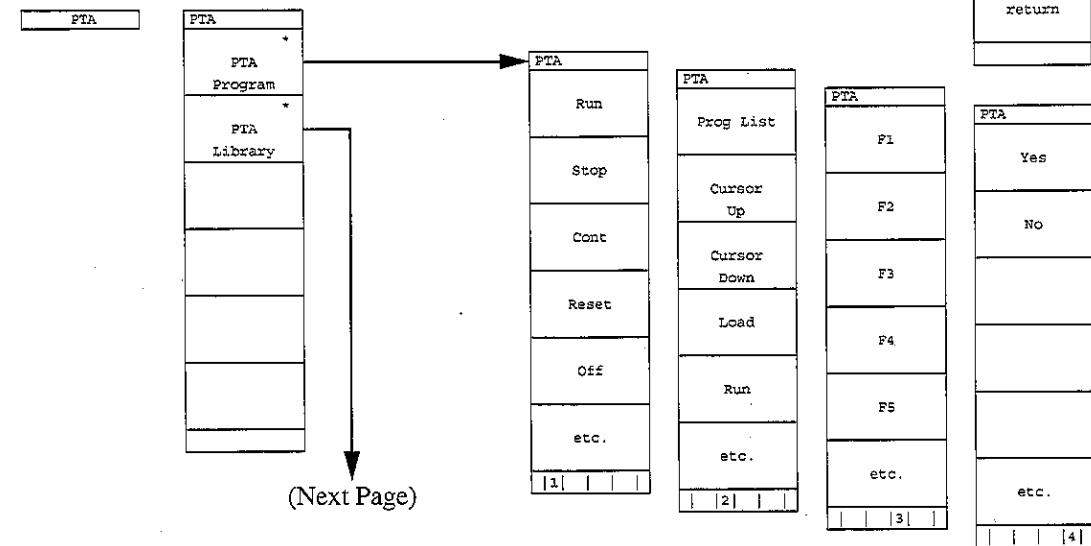 PTA
PTA
*
PTA
Program
*
PTA
Library
(Next Page)
PTA
Run
Stop
Cont
Reset
Off
etc.
|1| | |
PTA
Prog List
Cursor
Up
Cursor
Down
Load
Run
etc.
| |2| |
PTA
F1
F2
F3
F4
F5
etc.
| | |3| |
return
PTA
Yes
No
etc.
| | | |4|